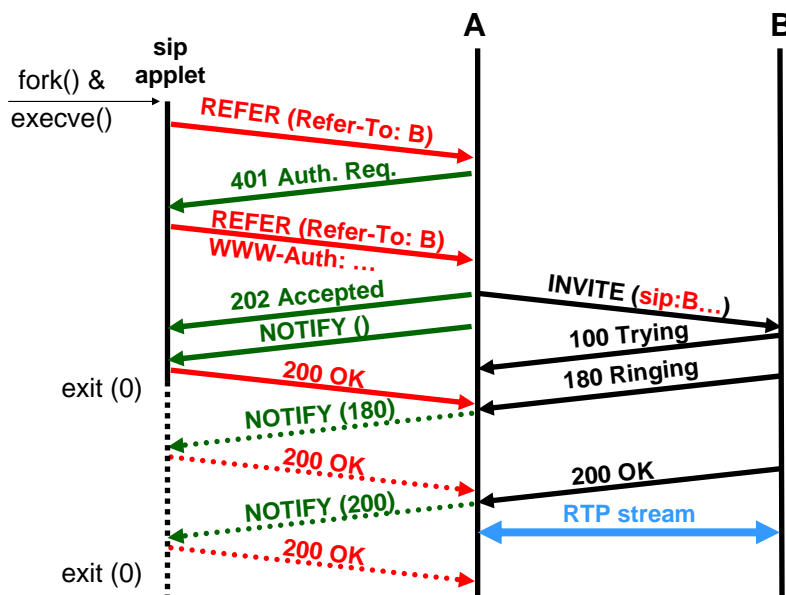 A
B
sip
applet
fork() &
execve()
REFER (Refer-To: B)
401 Auth. Req.
REFER (Refer-To: B)
WWW-Auth: …
202 Accepted
INVITE (sip:B…)
NOTIFY ()
100 Trying
200 OK
180 Ringing
exit (0)
NOTIFY (180)
200 OK
200 OK
NOTIFY (200)
RTP stream
200 OK
exit (0)